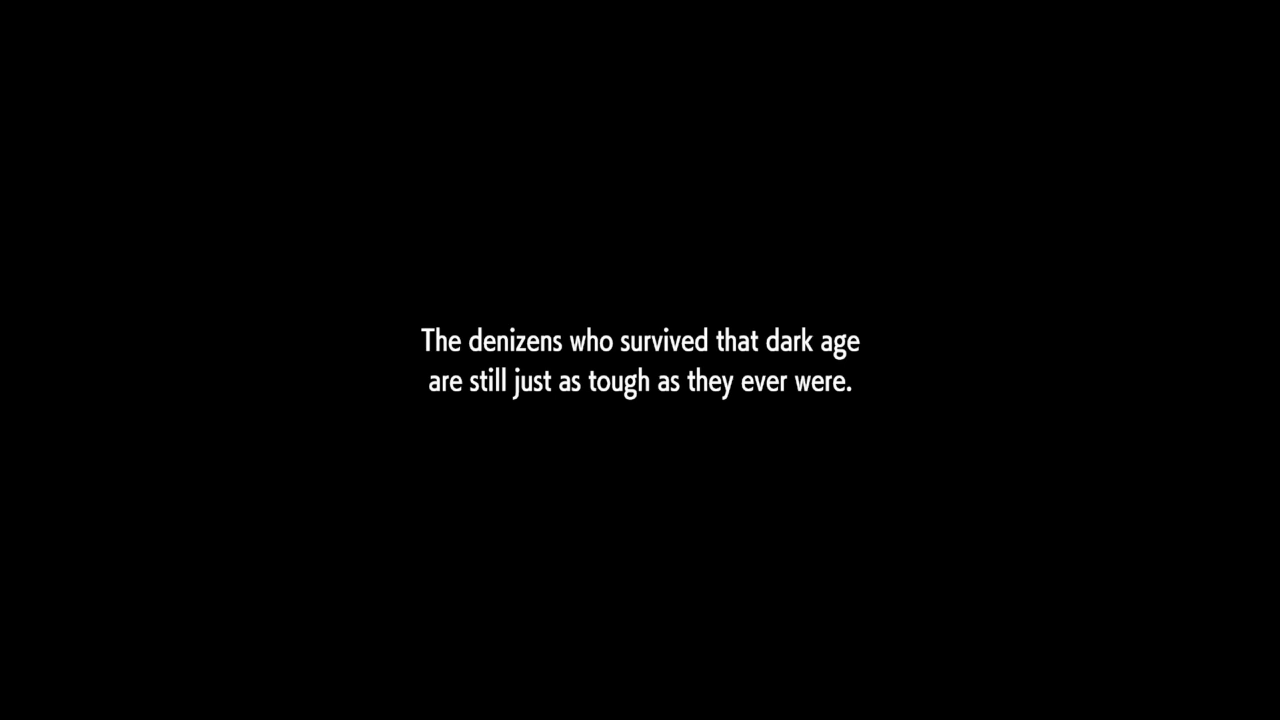 The denizens who survived that dark age
are still just as tough as they ever were.